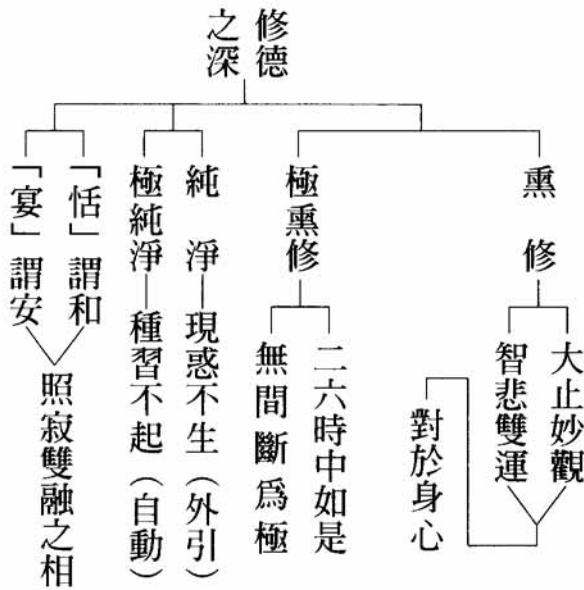 修德
之深
熏修
大止妙觀
智悲雙運
對於身心
極熏修
二六時中如是
無間斷爲極
純淨—現惑不生（外引）
極純淨—種習不起（自動）
「恬」謂和
「宴」謂安
照寂雙融之相